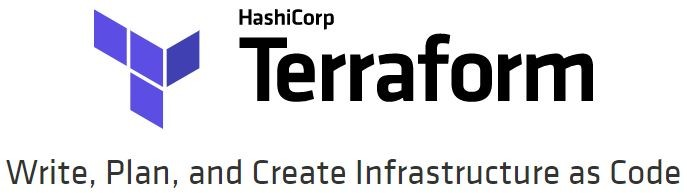 HashiCorp
Terraform
Write, Plan, and Create Infrastructure as Code